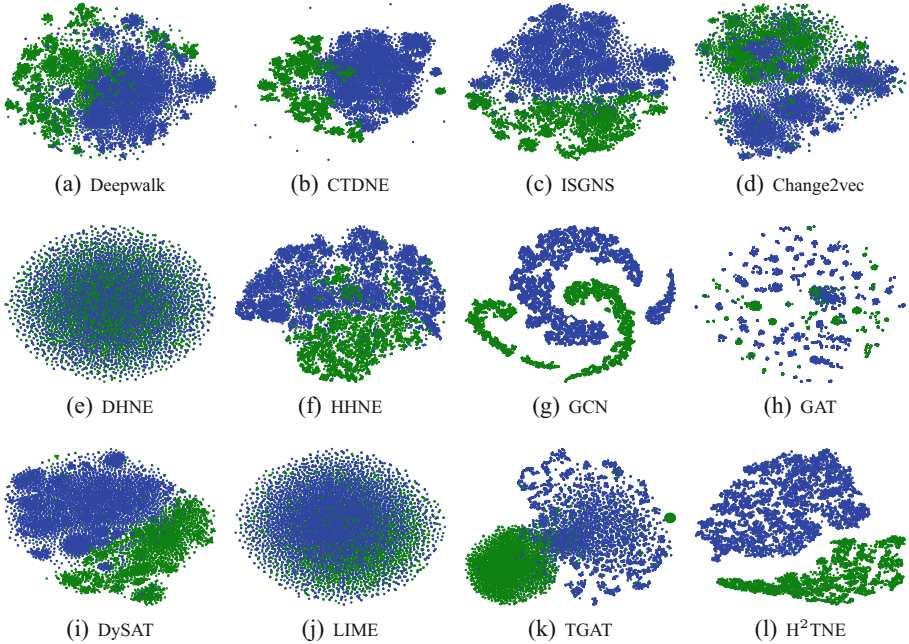 (a) Deepwalk
(b) CTDNE
(c) ISGNS
(d) Change2vec
(e) DHNE
(f) HHNE
(g) GCN
(h) GAT
(i) DySAT
(j) LIME
(k) TGAT
(l) H²TNE